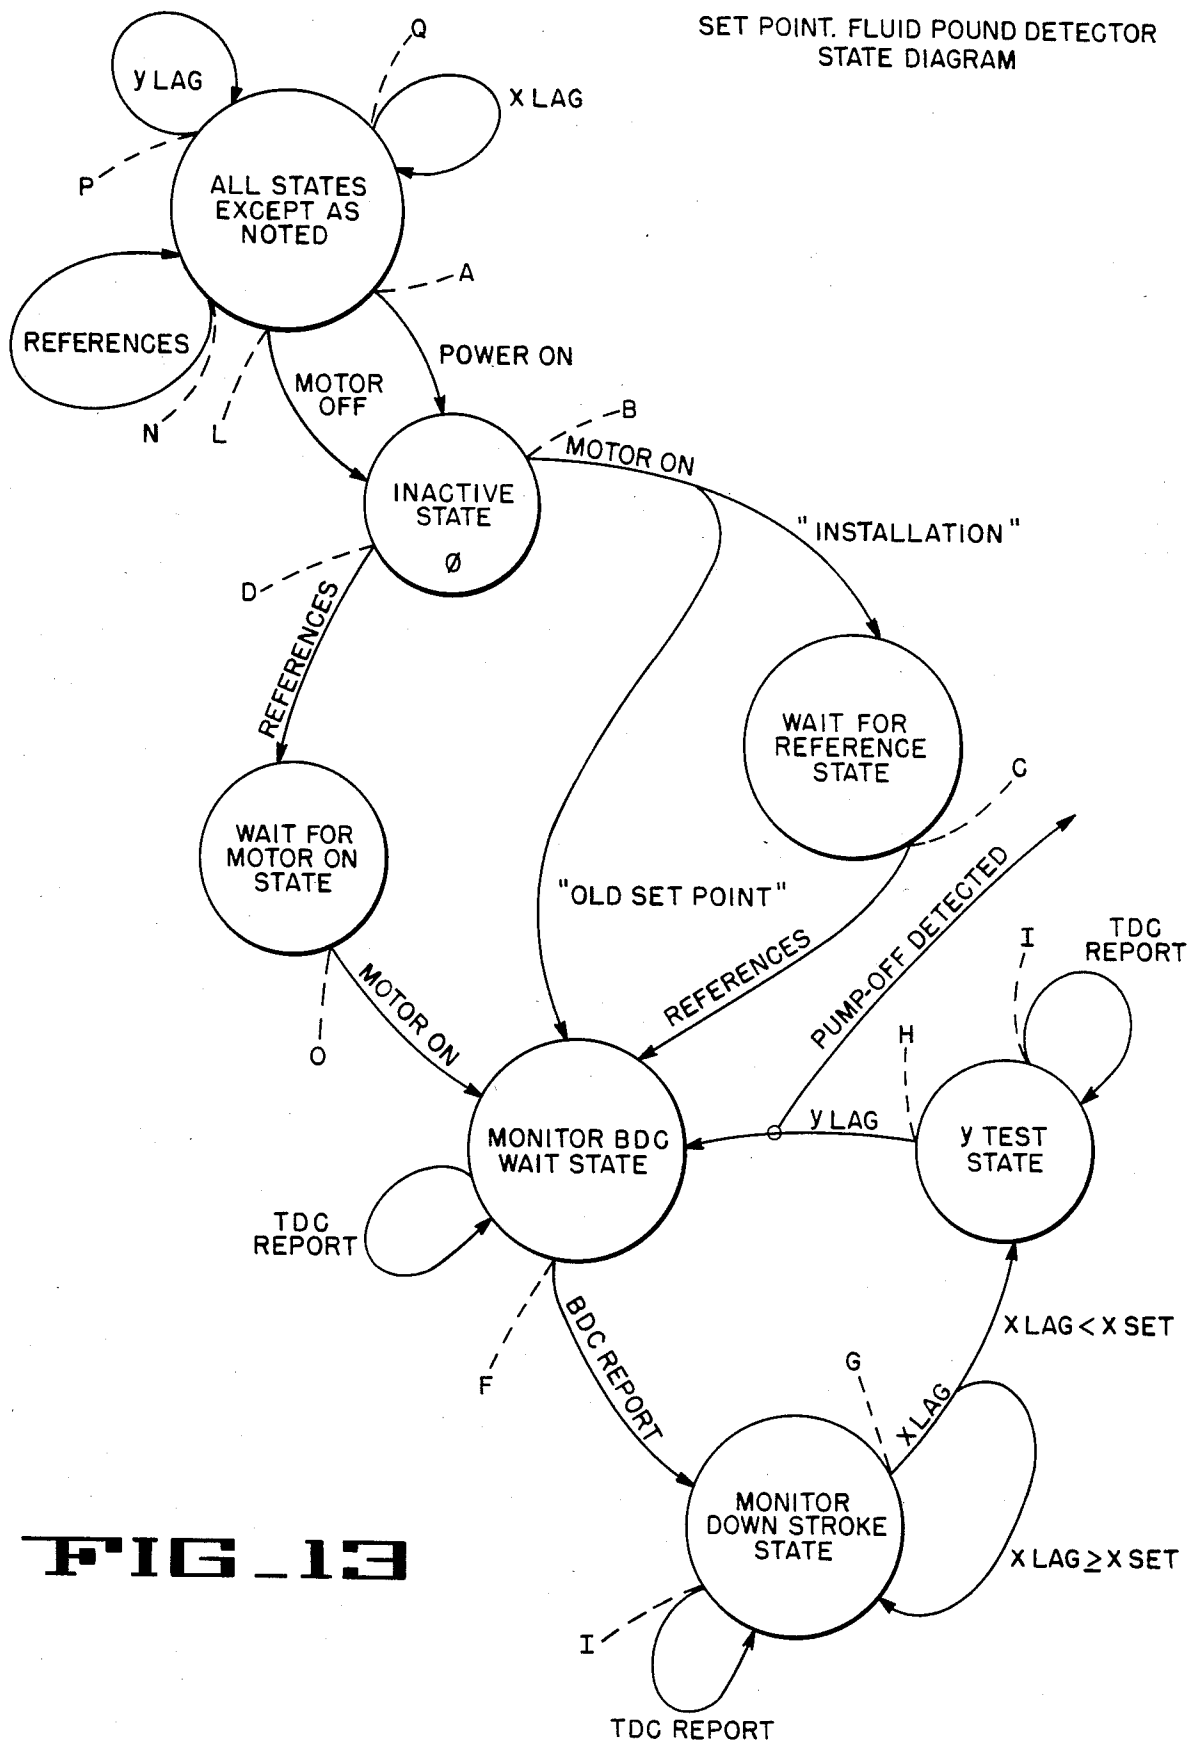 SET POINT. FLUID POUND DETECTOR
STATE DIAGRAM
Q
y LAG
X LAG
P
ALL STATES
EXCEPT AS
NOTED
A
REFERENCES
POWER ON
MOTOR
OFF
N
L
B
MOTOR ON
INACTIVE
STATE
Ø
"INSTALLATION"
D
REFERENCES
WAIT FOR
REFERENCE
STATE
C
WAIT FOR
MOTOR ON
STATE
"OLD SET POINT"
PUMP-OFF DETECTED
REFERENCES
I
TDC
REPORT
MOTOR ON
O
H
y LAG
y TEST
STATE
MONITOR BDC
WAIT STATE
TDC
REPORT
F
BDC REPORT
X LAG < X SET
G
X LAG
MONITOR
DOWN STROKE
STATE
X LAG ≥ X SET
I
TDC REPORT
FIG_13